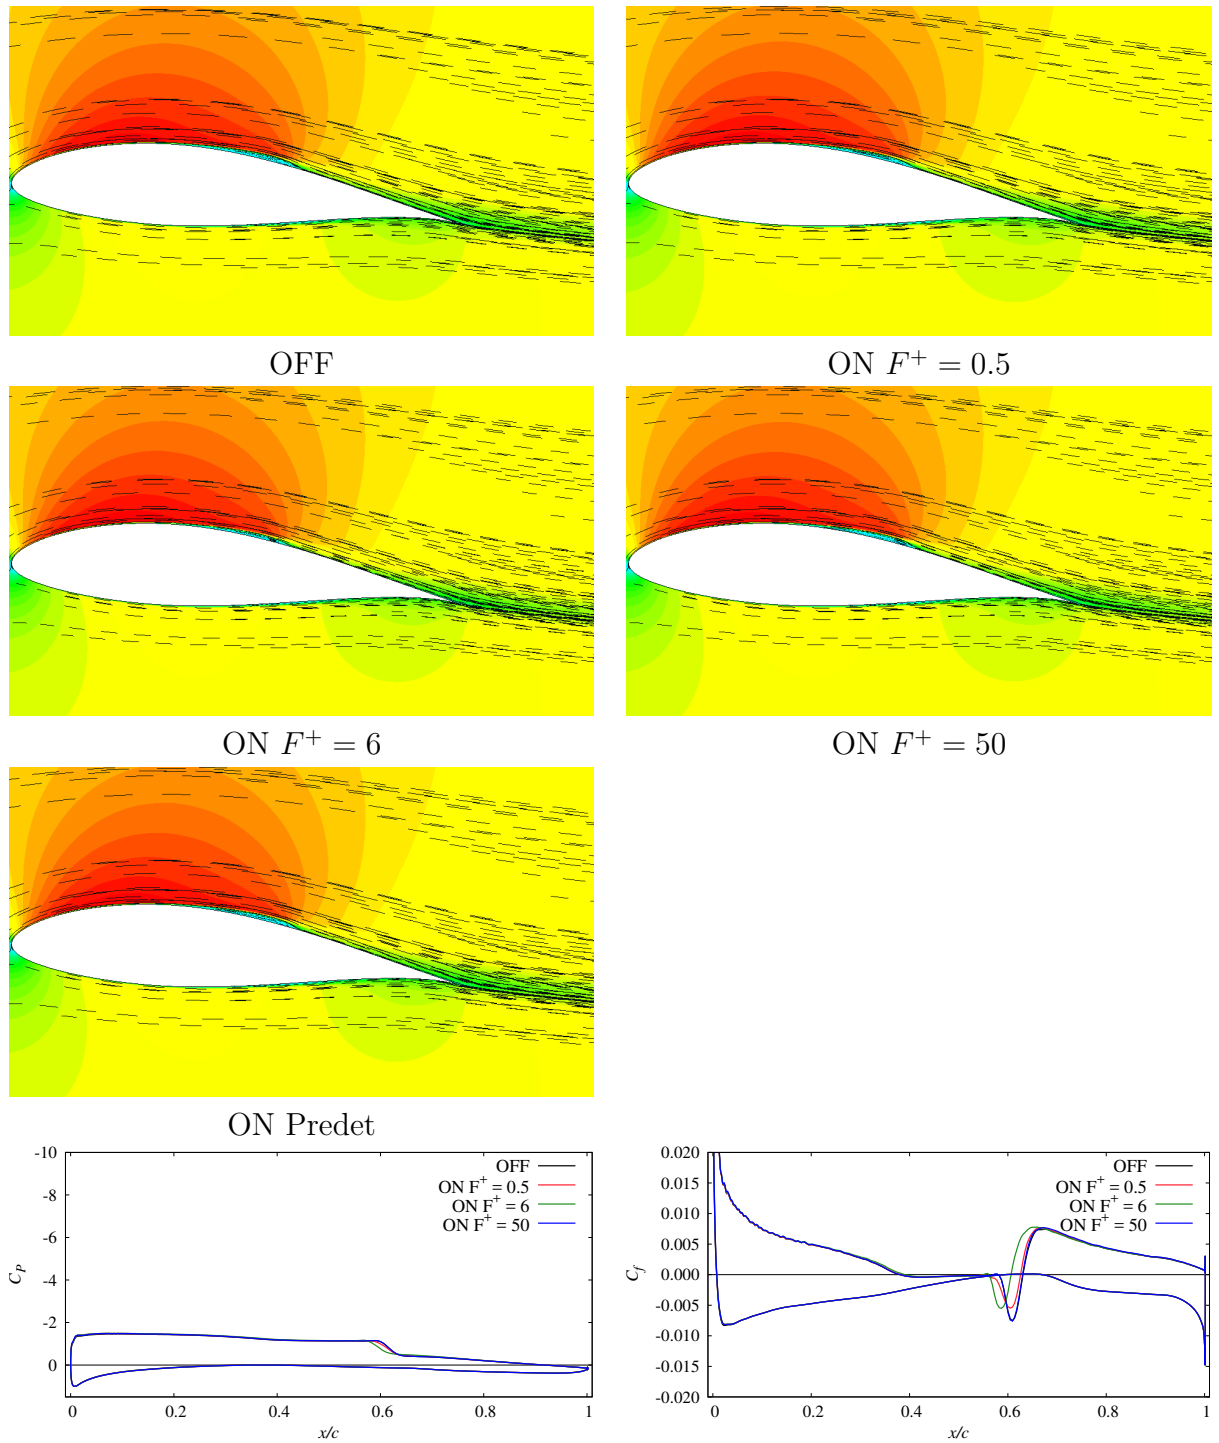 OFF
ON F+ = 0.5
ON F+ = 6
ON F+ = 50
ON Predet
-10
-8
-6
-4
-2
0
CP
OFF
ON F+ = 0.5
ON F+ = 6
ON F+ = 50
0
0.2
0.4
0.6
0.8
1
x/c
0.020
0.015
0.010
0.005
0.000
-0.005
-0.010
-0.015
-0.020
Cf
OFF
ON F+ = 0.5
ON F+ = 6
ON F+ = 50
0
0.2
0.4
0.6
0.8
1
x/c